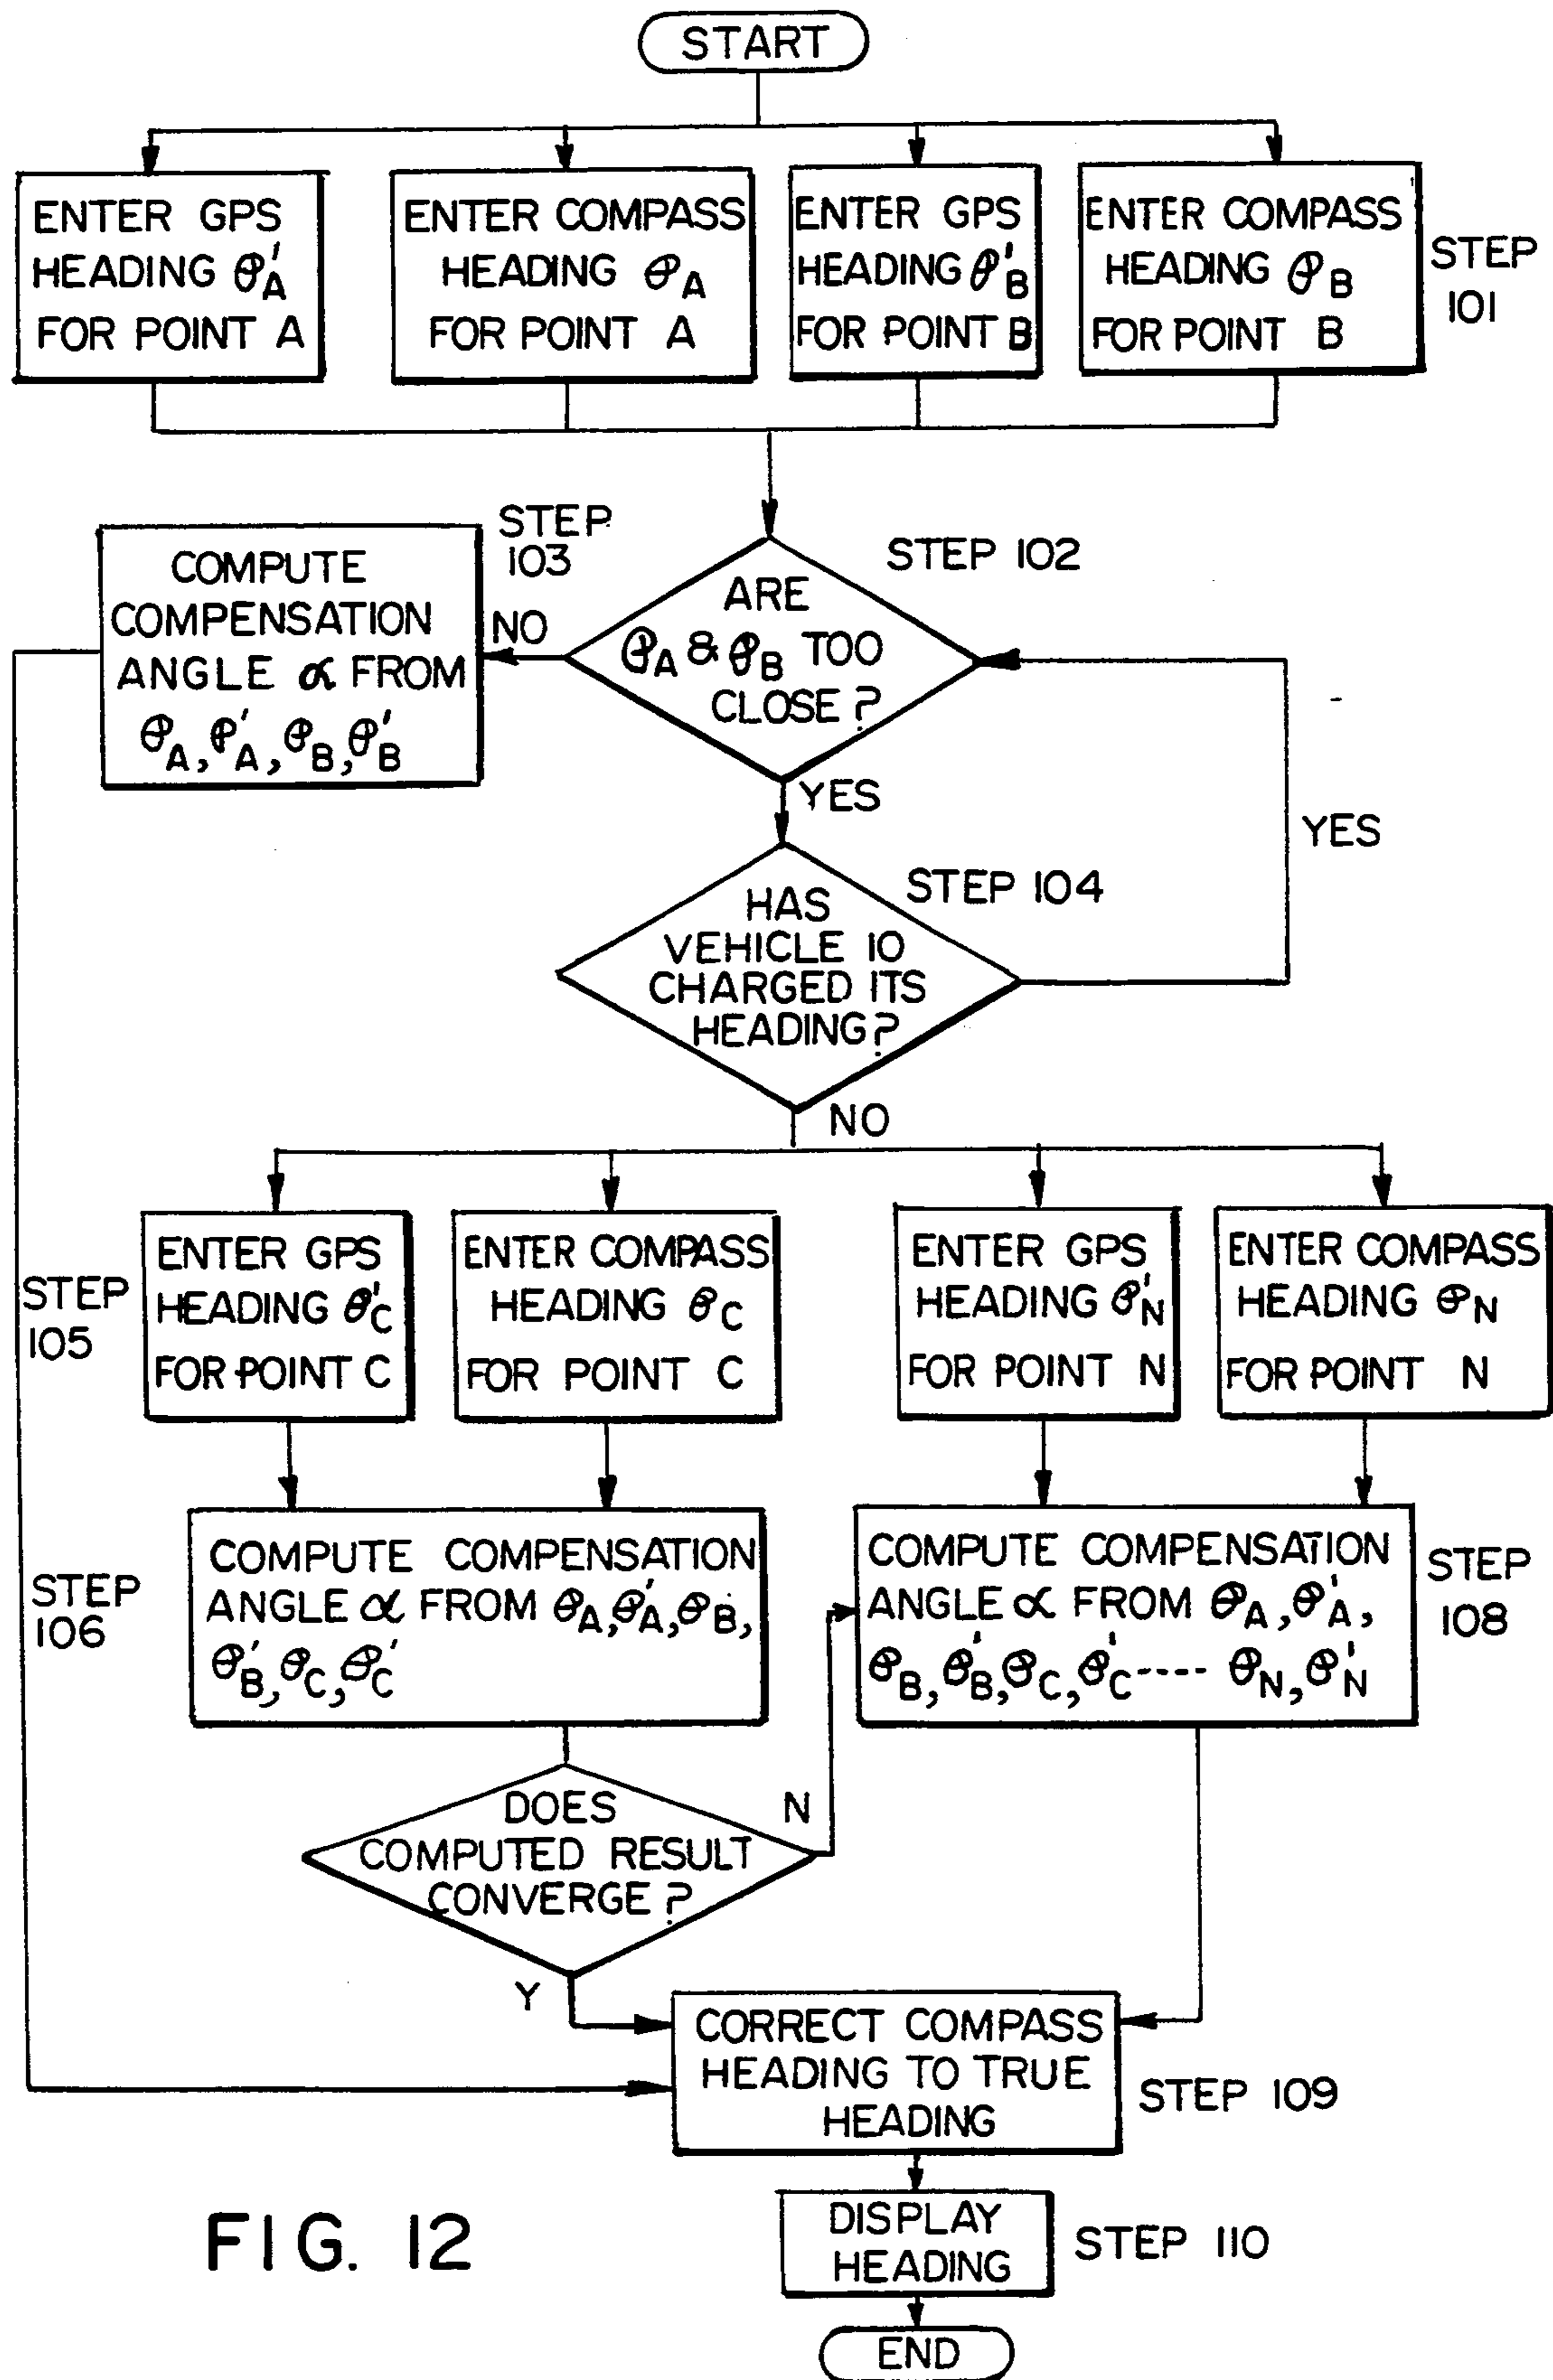 START
ENTER GPS
HEADING θ'A
FOR POINT A
ENTER COMPASS
HEADING θA
FOR POINT A
ENTER GPS
HEADING θ'B
FOR POINT B
ENTER COMPASS
HEADING θB
FOR POINT B
STEP
101
COMPUTE
COMPENSATION
ANGLE α FROM
θA, θ'A, θB, θ'B
STEP
103
NO
ARE
θA & θB TOO
CLOSE?
STEP 102
YES
YES
HAS
VEHICLE 10
CHARGED ITS
HEADING?
STEP 104
NO
STEP
105
ENTER GPS
HEADING θ'C
FOR POINT C
ENTER COMPASS
HEADING θC
FOR POINT C
ENTER GPS
HEADING θ'N
FOR POINT N
ENTER COMPASS
HEADING θN
FOR POINT N
STEP
106
COMPUTE COMPENSATION
ANGLE α FROM θA, θ'A, θB,
θ'B, θC, θ'C
COMPUTE COMPENSATION
ANGLE α FROM θA, θ'A,
θB, θ'B, θC, θ'C ---- θN, θ'N
STEP
108
DOES
COMPUTED RESULT
CONVERGE?
N
Y
CORRECT COMPASS
HEADING TO TRUE
HEADING
STEP 109
DISPLAY
HEADING
STEP 110
END
FIG. 12